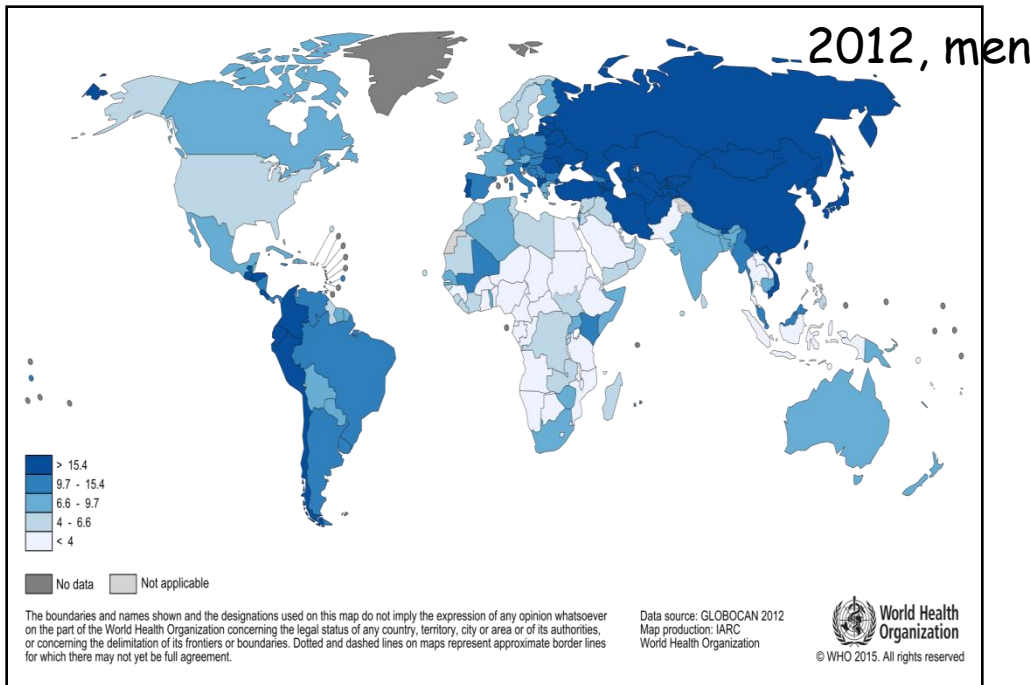 2012, men
> 15.4
9.7 - 15.4
6.6 - 9.7
4 - 6.6
< 4
No data
Not applicable
The boundaries and names shown and the designations used on this map do not imply the expression of any opinion whatsoever
on the part of the World Health Organization concerning the legal status of any country, territory, city or area or of its authorities,
or concerning the delimitation of its frontiers or boundaries. Dotted and dashed lines on maps represent approximate border lines
for which there may not yet be full agreement.
Data source: GLOBOCAN 2012
Map production: IARC
World Health Organization
World Health
Organization
© WHO 2015. All rights reserved